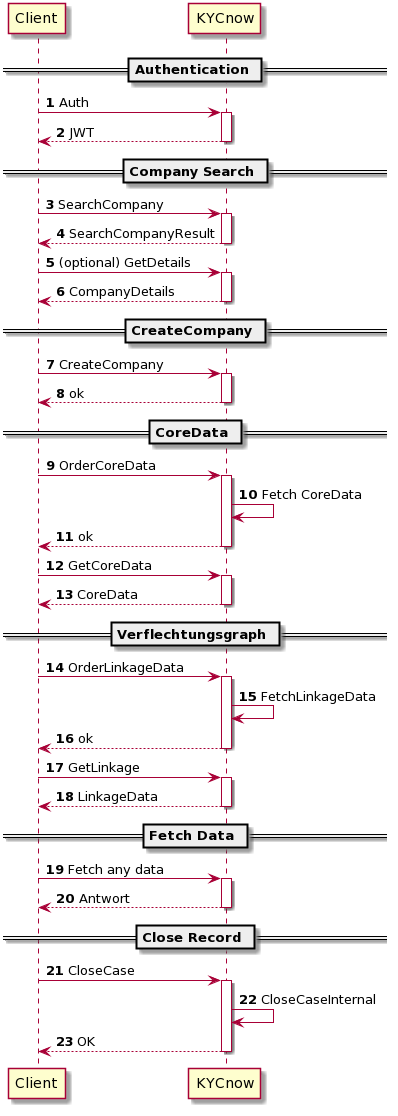 Client
KYCnow
Authentication
1 Auth
2 JWT
Company Search
3 SearchCompany
4 SearchCompanyResult
5 (optional) GetDetails
6 CompanyDetails
CreateCompany
7 CreateCompany
8 ok
CoreData
9 OrderCoreData
10 Fetch CoreData
11 ok
12 GetCoreData
13 CoreData
Verflechtungsgraph
14 OrderLinkageData
15 FetchLinkageData
16 ok
17 GetLinkage
18 LinkageData
Fetch Data
19 Fetch any data
20 Antwort
Close Record
21 CloseCase
22 CloseCaseInternal
23 OK
Client
KYCnow